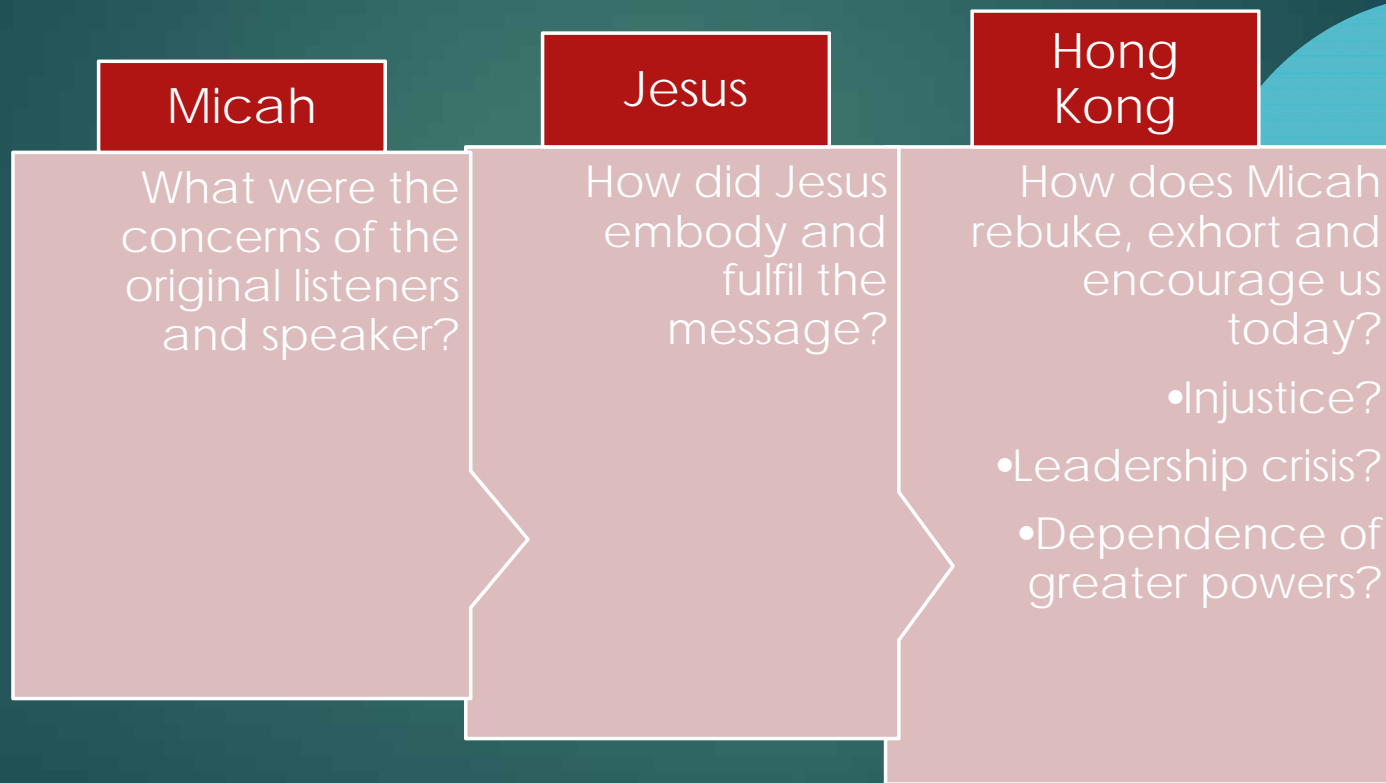 Micah
What were the
concerns of the
original listeners
and speaker?
Jesus
How did Jesus
embody and
fulfil the
message?
Hong
Kong
How does Micah
rebuke, exhort and
encourage us
today?
•Injustice?
•Leadership crisis?
•Dependence of
greater powers?